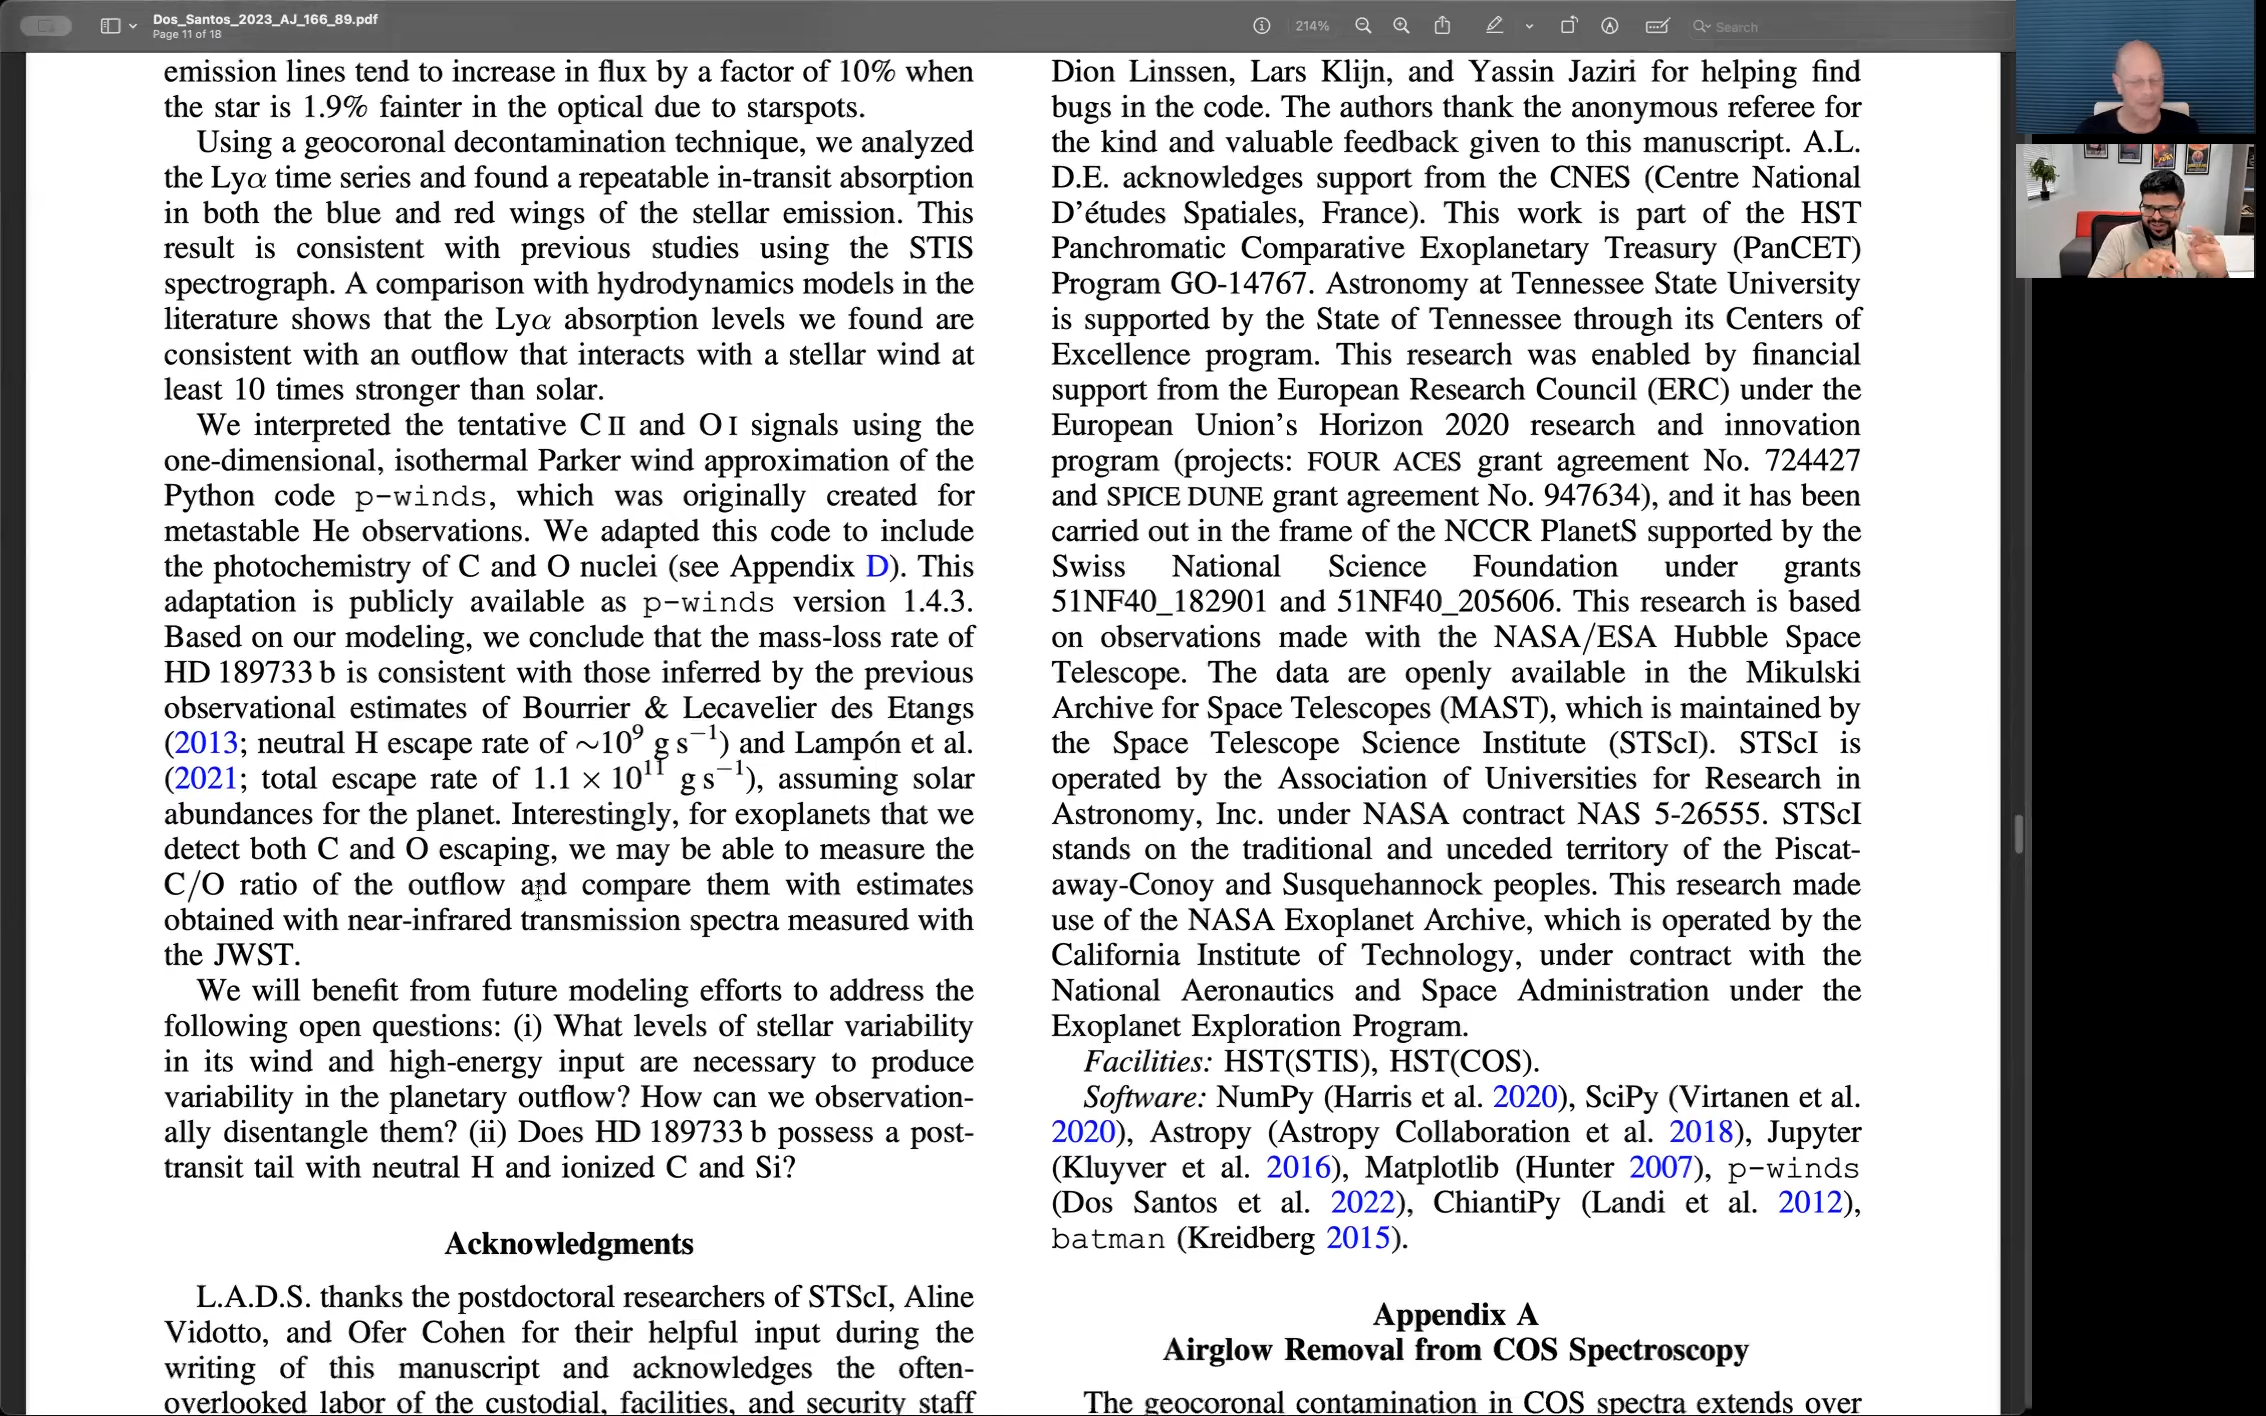 Dos_Santos_2023_AJ_166_89.pdf
Page 11 of 18
214%
Search
emission lines tend to increase in flux by a factor of 10% when
the star is 1.9% fainter in the optical due to starspots.
Using a geocoronal decontamination technique, we analyzed
the Lyα time series and found a repeatable in-transit absorption
in both the blue and red wings of the stellar emission. This
result is consistent with previous studies using the STIS
spectrograph. A comparison with hydrodynamics models in the
literature shows that the Lyα absorption levels we found are
consistent with an outflow that interacts with a stellar wind at
least 10 times stronger than solar.
We interpreted the tentative C II and O I signals using the
one-dimensional, isothermal Parker wind approximation of the
Python code p-winds, which was originally created for
metastable He observations. We adapted this code to include
the photochemistry of C and O nuclei (see Appendix D). This
adaptation is publicly available as p-winds version 1.4.3.
Based on our modeling, we conclude that the mass-loss rate of
HD 189733 b is consistent with those inferred by the previous
observational estimates of Bourrier & Lecavelier des Etangs
(2013; neutral H escape rate of ~10⁹ g s⁻¹) and Lampón et al.
(2021; total escape rate of 1.1 × 10¹¹ g s⁻¹), assuming solar
abundances for the planet. Interestingly, for exoplanets that we
detect both C and O escaping, we may be able to measure the
C/O ratio of the outflow and compare them with estimates
obtained with near-infrared transmission spectra measured with
the JWST.
We will benefit from future modeling efforts to address the
following open questions: (i) What levels of stellar variability
in its wind and high-energy input are necessary to produce
variability in the planetary outflow? How can we observation-
ally disentangle them? (ii) Does HD 189733 b possess a post-
transit tail with neutral H and ionized C and Si?
Acknowledgments
L.A.D.S. thanks the postdoctoral researchers of STScI, Aline
Vidotto, and Ofer Cohen for their helpful input during the
writing of this manuscript and acknowledges the often-
overlooked labor of the custodial, facilities, and security staff
Dion Linssen, Lars Klijn, and Yassin Jaziri for helping find
bugs in the code. The authors thank the anonymous referee for
the kind and valuable feedback given to this manuscript. A.L.
D.E. acknowledges support from the CNES (Centre National
D'études Spatiales, France). This work is part of the HST
Panchromatic Comparative Exoplanetary Treasury (PanCET)
Program GO-14767. Astronomy at Tennessee State University
is supported by the State of Tennessee through its Centers of
Excellence program. This research was enabled by financial
support from the European Research Council (ERC) under the
European Union's Horizon 2020 research and innovation
program (projects: FOUR ACES grant agreement No. 724427
and SPICE DUNE grant agreement No. 947634), and it has been
carried out in the frame of the NCCR PlanetS supported by the
Swiss National Science Foundation under grants
51NF40_182901 and 51NF40_205606. This research is based
on observations made with the NASA/ESA Hubble Space
Telescope. The data are openly available in the Mikulski
Archive for Space Telescopes (MAST), which is maintained by
the Space Telescope Science Institute (STScI). STScI is
operated by the Association of Universities for Research in
Astronomy, Inc. under NASA contract NAS 5-26555. STScI
stands on the traditional and unceded territory of the Piscat-
away-Conoy and Susquehannock peoples. This research made
use of the NASA Exoplanet Archive, which is operated by the
California Institute of Technology, under contract with the
National Aeronautics and Space Administration under the
Exoplanet Exploration Program.
Facilities: HST(STIS), HST(COS).
Software: NumPy (Harris et al. 2020), SciPy (Virtanen et al.
2020), Astropy (Astropy Collaboration et al. 2018), Jupyter
(Kluyver et al. 2016), Matplotlib (Hunter 2007), p-winds
(Dos Santos et al. 2022), ChiantiPy (Landi et al. 2012),
batman (Kreidberg 2015).
Appendix A
Airglow Removal from COS Spectroscopy
The geocoronal contamination in COS spectra extends over